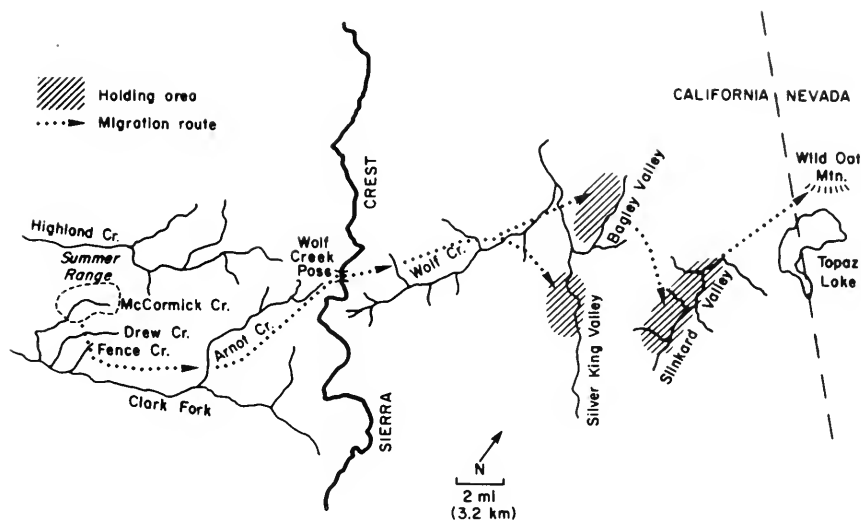 Holding area
Migration route
CALIFORNIA
NEVADA
Wild Oat
Mtn.
Topaz
Lake
CREST
SIERRA
Highland Cr.
Summer
Range
McCormick Cr.
Drew Cr.
Fence Cr.
Clark Fork
Arnot Cr.
Wolf
Creek
Pass
Wolf Cr.
Bagley Valley
Silver King Valley
Slinkard Valley
N
2 mi
(3.2 km)